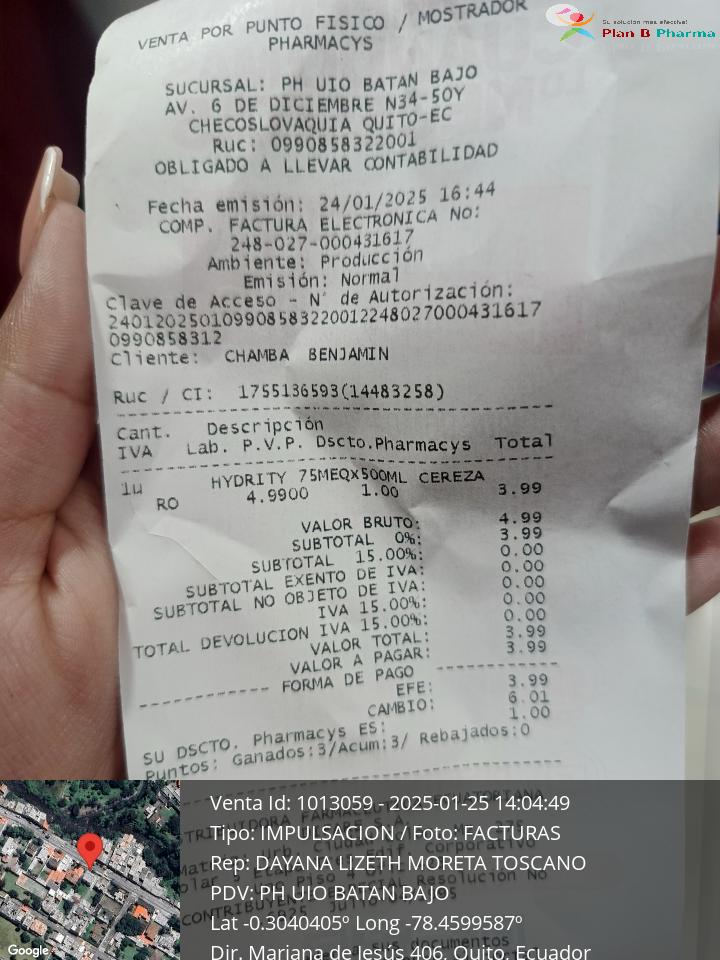 Su solución más efectiva!
Plan B Pharma
VENTA POR PUNTO FISICO / MOSTRADOR
PHARMACYS
SUCURSAL: PH UIO BATAN BAJO
AV. 6 DE DICIEMBRE N34-50Y
CHECOSLOVAQUIA QUITO-EC
Ruc: 0990858322001
OBLIGADO A LLEVAR CONTABILIDAD
Fecha emisión: 24/01/2025 16:44
COMP. FACTURA ELECTRONICA No:
248-027-000431617
Ambiente: Producción
Emisión: Normal
Clave de Acceso - N° de Autorización:
240120250109908583220012248027000431617
0990858312
Cliente: CHAMBA BENJAMIN
Ruc / CI: 1755136593(14483258)
Cant. Descripción
IVA Lab. P.V.P. Dscto.Pharmacys Total
1u HYDRITY 75MEQX500ML CEREZA
RO 4.9900 1.00 3.99
VALOR BRUTO: 4.99
SUBTOTAL 0%: 3.99
SUBTOTAL 15.00%: 0.00
SUBTOTAL EXENTO DE IVA: 0.00
SUBTOTAL NO OBJETO DE IVA: 0.00
IVA 15.00%: 0.00
TOTAL DEVOLUCION IVA 15.00%: 0.00
VALOR TOTAL: 3.99
VALOR A PAGAR: 3.99
FORMA DE PAGO
EFE: 3.99
CAMBIO: 6.01
SU DSCTO. Pharmacys ES: 1.00
Puntos: Ganados:3/Acum:3/ Rebajados:0
Venta Id: 1013059 - 2025-01-25 14:04:49
Tipo: IMPULSACION / Foto: FACTURAS
Rep: DAYANA LIZETH MORETA TOSCANO
PDV: PH UIO BATAN BAJO
Lat -0.3040405º Long -78.4599587º
Dir. Mariana de Jesús 406, Quito, Ecuador
Google